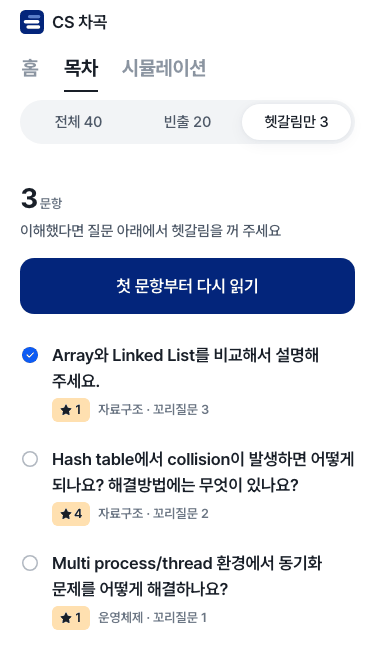 CS 차곡
홈 목차 시뮬레이션
전체 40 빈출 20 헷갈림만 3
3 문항
이해했다면 질문 아래에서 헷갈림을 꺼 주세요
첫 문항부터 다시 읽기
Array와 Linked List를 비교해서 설명해
주세요.
★ 1 자료구조 · 꼬리질문 3
Hash table에서 collision이 발생하면 어떻게
되나요? 해결방법에는 무엇이 있나요?
★ 4 자료구조 · 꼬리질문 2
Multi process/thread 환경에서 동기화
문제를 어떻게 해결하나요?
★ 1 운영체제 · 꼬리질문 1